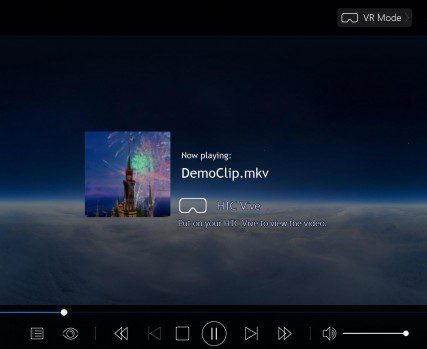 VR Mode
Now playing:
DemoClip.mkv
HTC Vive
Put on your HTC Vive to view the video.